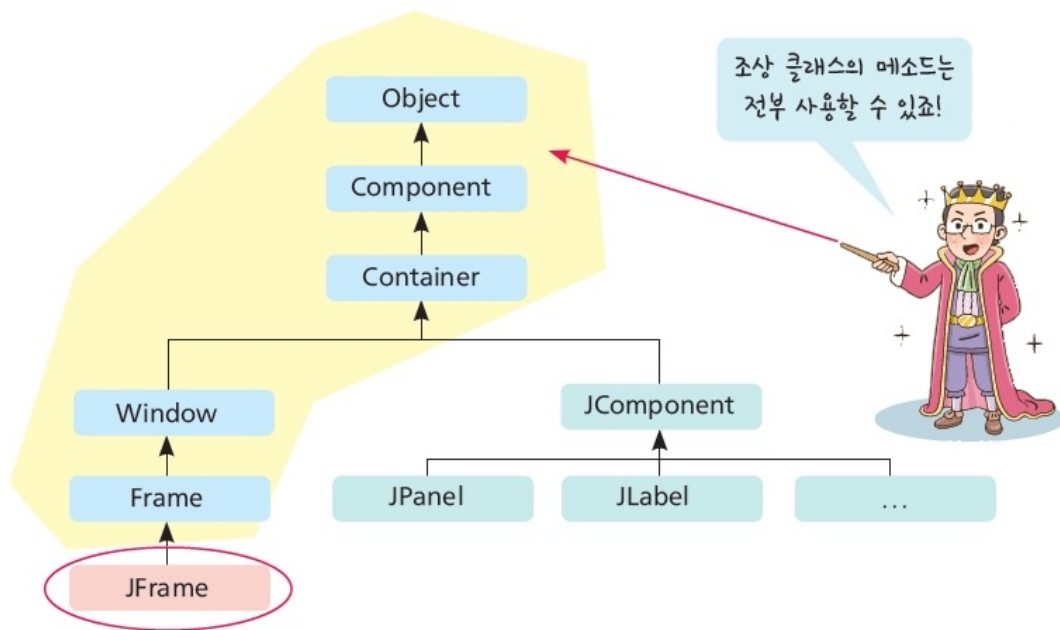 조상 클래스의 메소드는
전부 사용할 수 있죠!
Object
Component
Container
Window
JComponent
Frame
JPanel
JLabel
...
JFrame